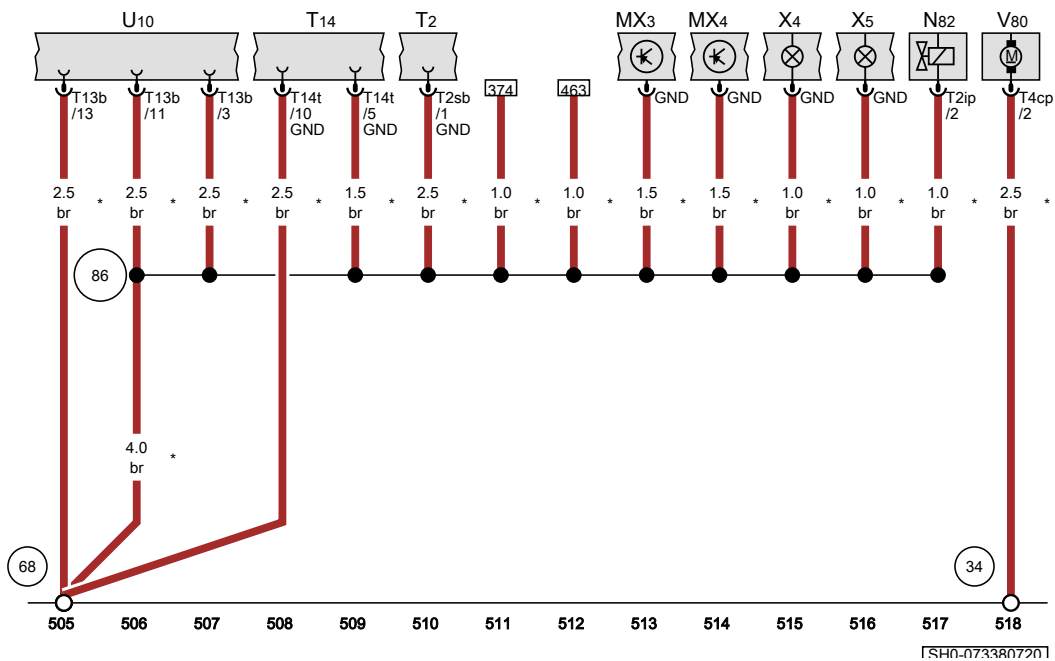 U10 T14 T2 MX3 MX4 X4 X5 N82 V80
M
T13b T13b T13b T14t T14t T2sb 374 463 GND GND GND GND T2ip T4cp
/13 /11 /3 /10 /5 /1 /2 /2
GND GND GND
2.5 * 2.5 * 2.5 * 2.5 * 1.5 * 2.5 * 1.0 * 1.0 * 1.5 * 1.5 * 1.0 * 1.0 * 1.0 * 2.5 *
br br br br br br br br br br br br br br
86
4.0 *
br
68 34
505 506 507 508 509 510 511 512 513 514 515 516 517 518
SH0-073380720